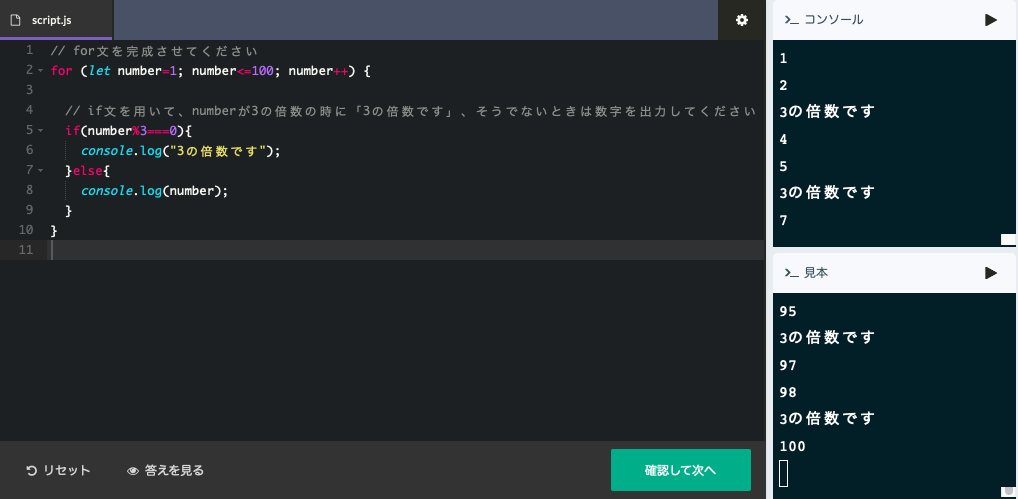 script.js
1 // for文を完成させてください
2 for (let number=1; number<=100; number++) {
3
4 // if文を用いて、numberが3の倍数の時に「3の倍数です」、そうでないときは数字を出力してください
5 if(number%3===0){
6 console.log("3の倍数です");
7 }else{
8 console.log(number);
9 }
10 }
11
リセット
答えを見る
確認して次へ
>_ コンソール
1
2
3の倍数です
4
5
3の倍数です
7
>_ 見本
95
3の倍数です
97
98
3の倍数です
100